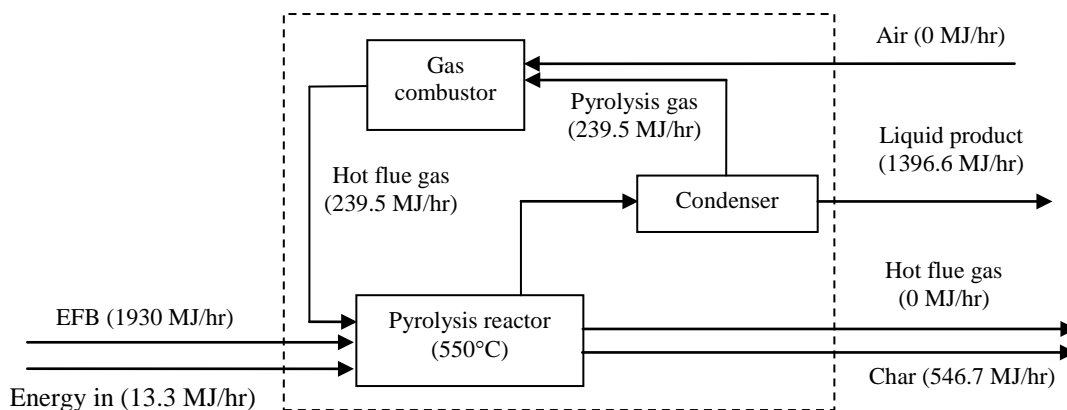 Air (0 MJ/hr)
Gas
combustor
Pyrolysis gas
(239.5 MJ/hr)
Liquid product
(1396.6 MJ/hr)
Hot flue gas
(239.5 MJ/hr)
Condenser
Hot flue gas
(0 MJ/hr)
EFB (1930 MJ/hr)
Pyrolysis reactor
(550°C)
Char (546.7 MJ/hr)
Energy in (13.3 MJ/hr)